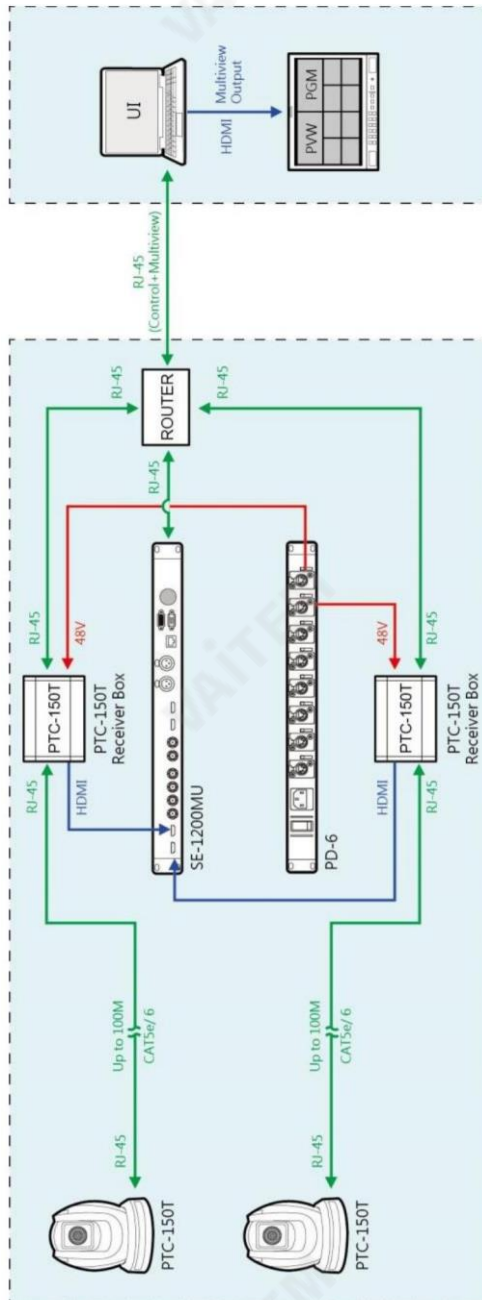 RJ-45
Up to 100M
CAT5e/ 6
RJ-45
PTC-150T
RJ-45
RJ-45
PTC-150T
PTC-150T
Receiver Box
HDMI
48V
RJ-45
ROUTER
RJ-45
(Control+Multiview)
UI
HDMI
Multiview
Output
PVW
PGM
SE-1200MU
VAiTEM
PD-6
RJ-45
Up to 100M
CAT5e/ 6
PTC-150T
HDMI
48V
RJ-45
PTC-150T
RJ-45
RJ-45
PTC-150T
Receiver Box